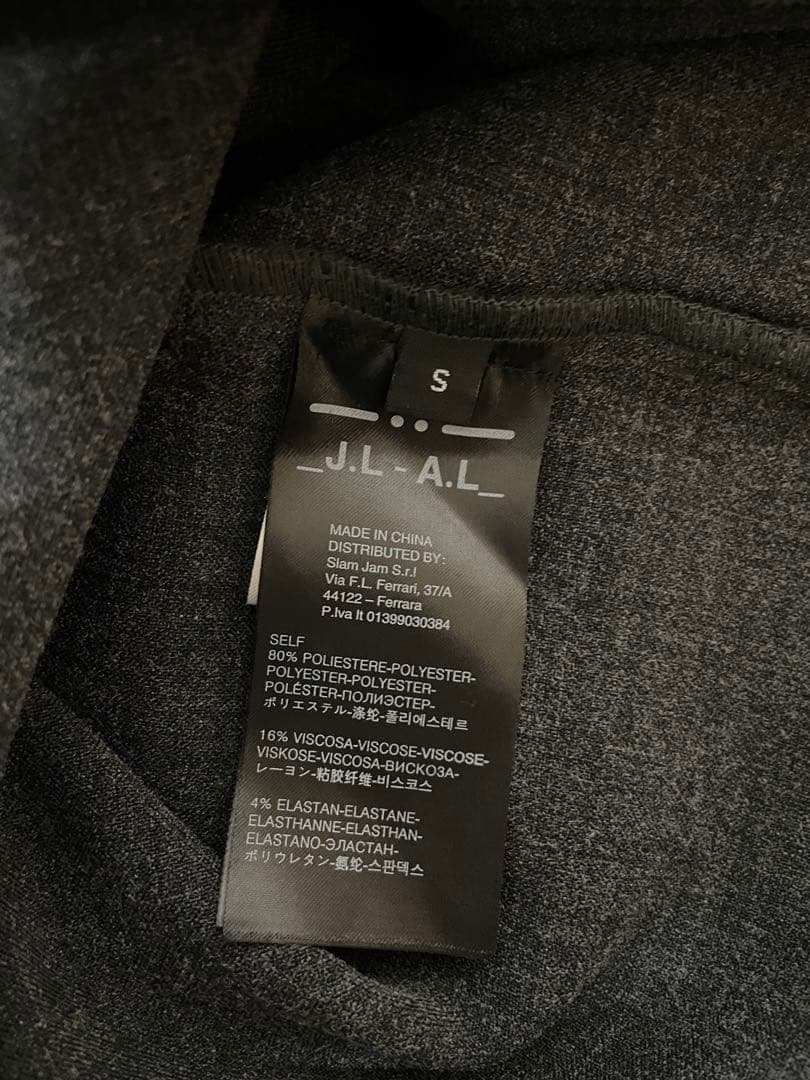 S
_J.L - A.L_
MADE IN CHINA
DISTRIBUTED BY:
Slam Jam S.r.l
Via F.L. Ferrari, 37/A
44122 – Ferrara
P.Iva It 01399030384
SELF
80% POLIESTERE-POLYESTER-
POLYESTER-POLYESTER-
POLÉSTER-ПОЛИЭСТЕР-
ポリエステル-涤纶-폴리에스테르
16% VISCOSA-VISCOSE-VISCOSE-
VISKOSE-VISCOSA-ВИСКОЗА-
レーヨン-粘胶纤维-비스코스
4% ELASTAN-ELASTANE-
ELASTHANNE-ELASTHAN-
ELASTANO-ЭЛАСТАН-
ポリウレタン-氨纶-스판덱스